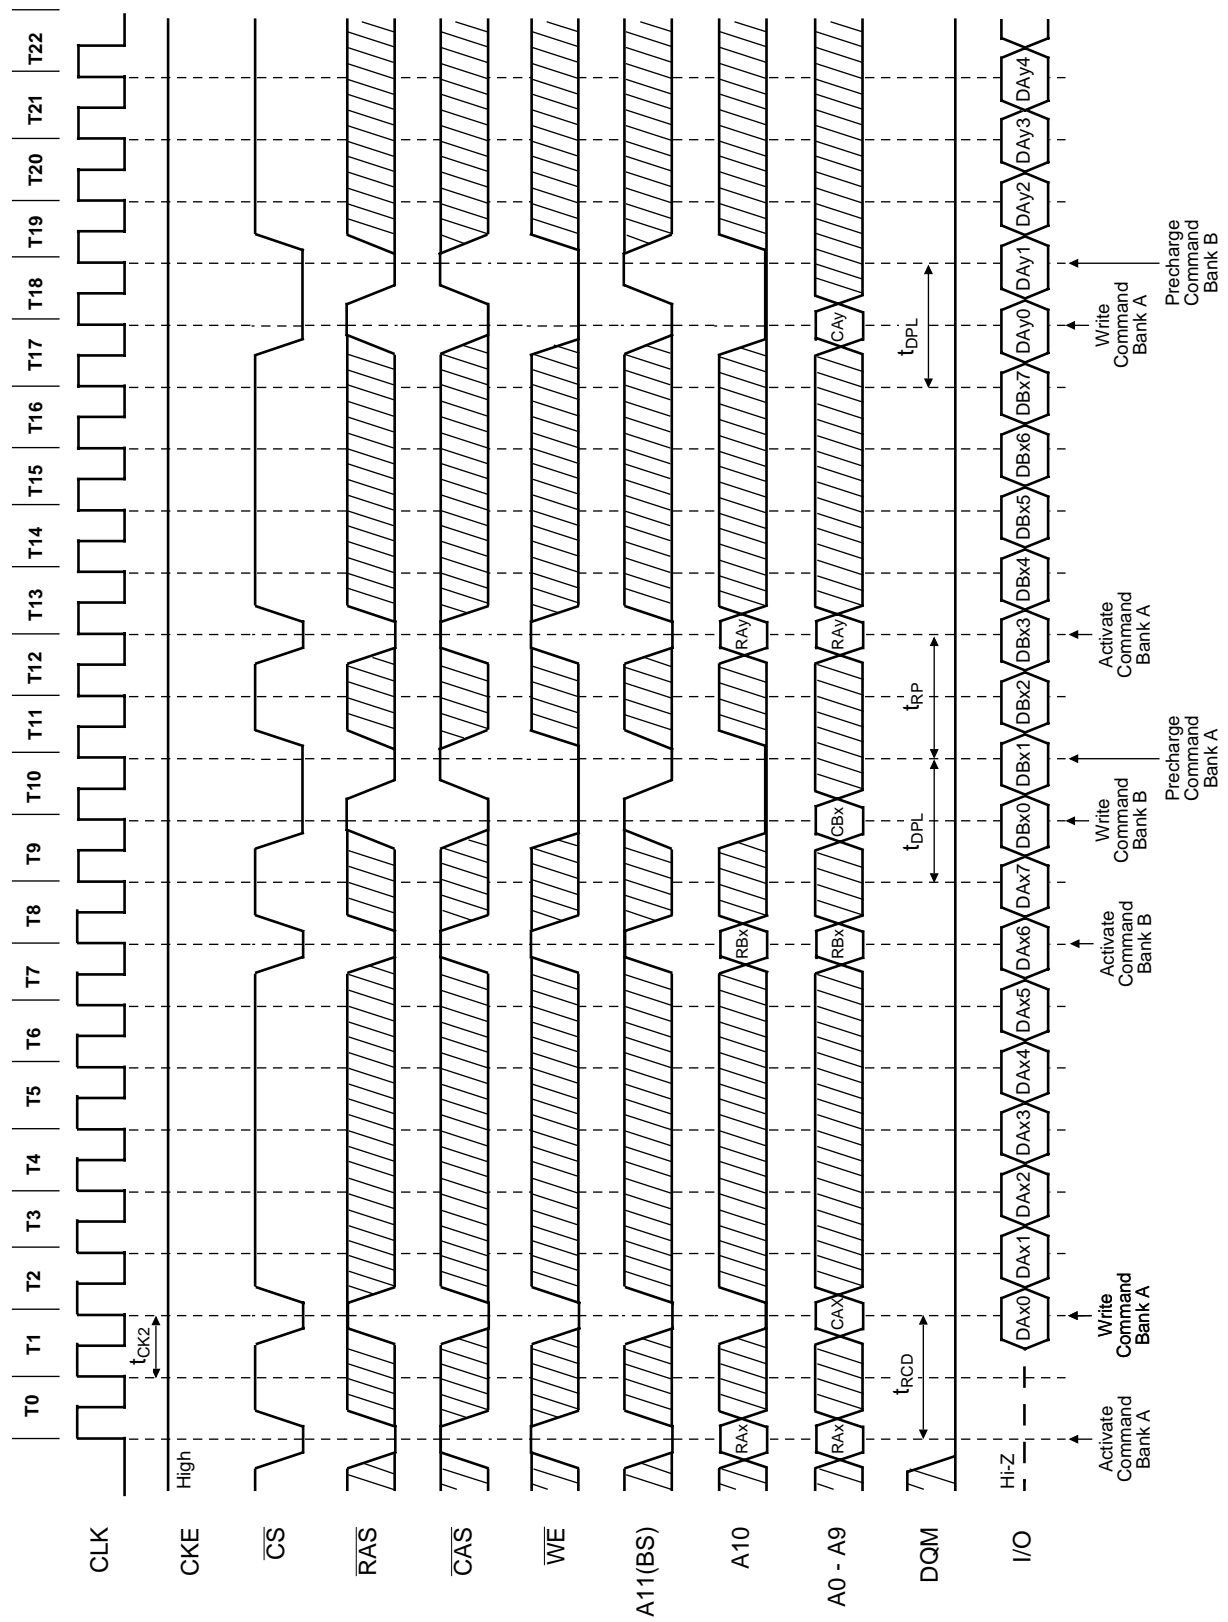 T0 T1 T2 T3 T4 T5 T6 T7 T8 T9 T10 T11 T12 T13 T14 T15 T16 T17 T18 T19 T20 T21 T22
CLK
tCK2
CKE
High
CS
RAS
CAS
WE
A11(BS)
A10
RAx RBx RAy
A0 - A9
RAx CAX RBx CBx RAy CAy
DQM
tRCD tDPL tRP tDPL
I/O
Hi-Z
DAx0 DAx1 DAx2 DAx3 DAx4 DAx5 DAx6 DAx7 DBx0 DBx1 DBx2 DBx3 DBx4 DBx5 DBx6 DBx7 DAy0 DAy1 DAy2 DAy3 DAy4
Activate
Command
Bank A
Write
Command
Bank A
Activate
Command
Bank B
Write
Command
Bank B
Precharge
Command
Bank A
Activate
Command
Bank A
Write
Command
Bank A
Precharge
Command
Bank B